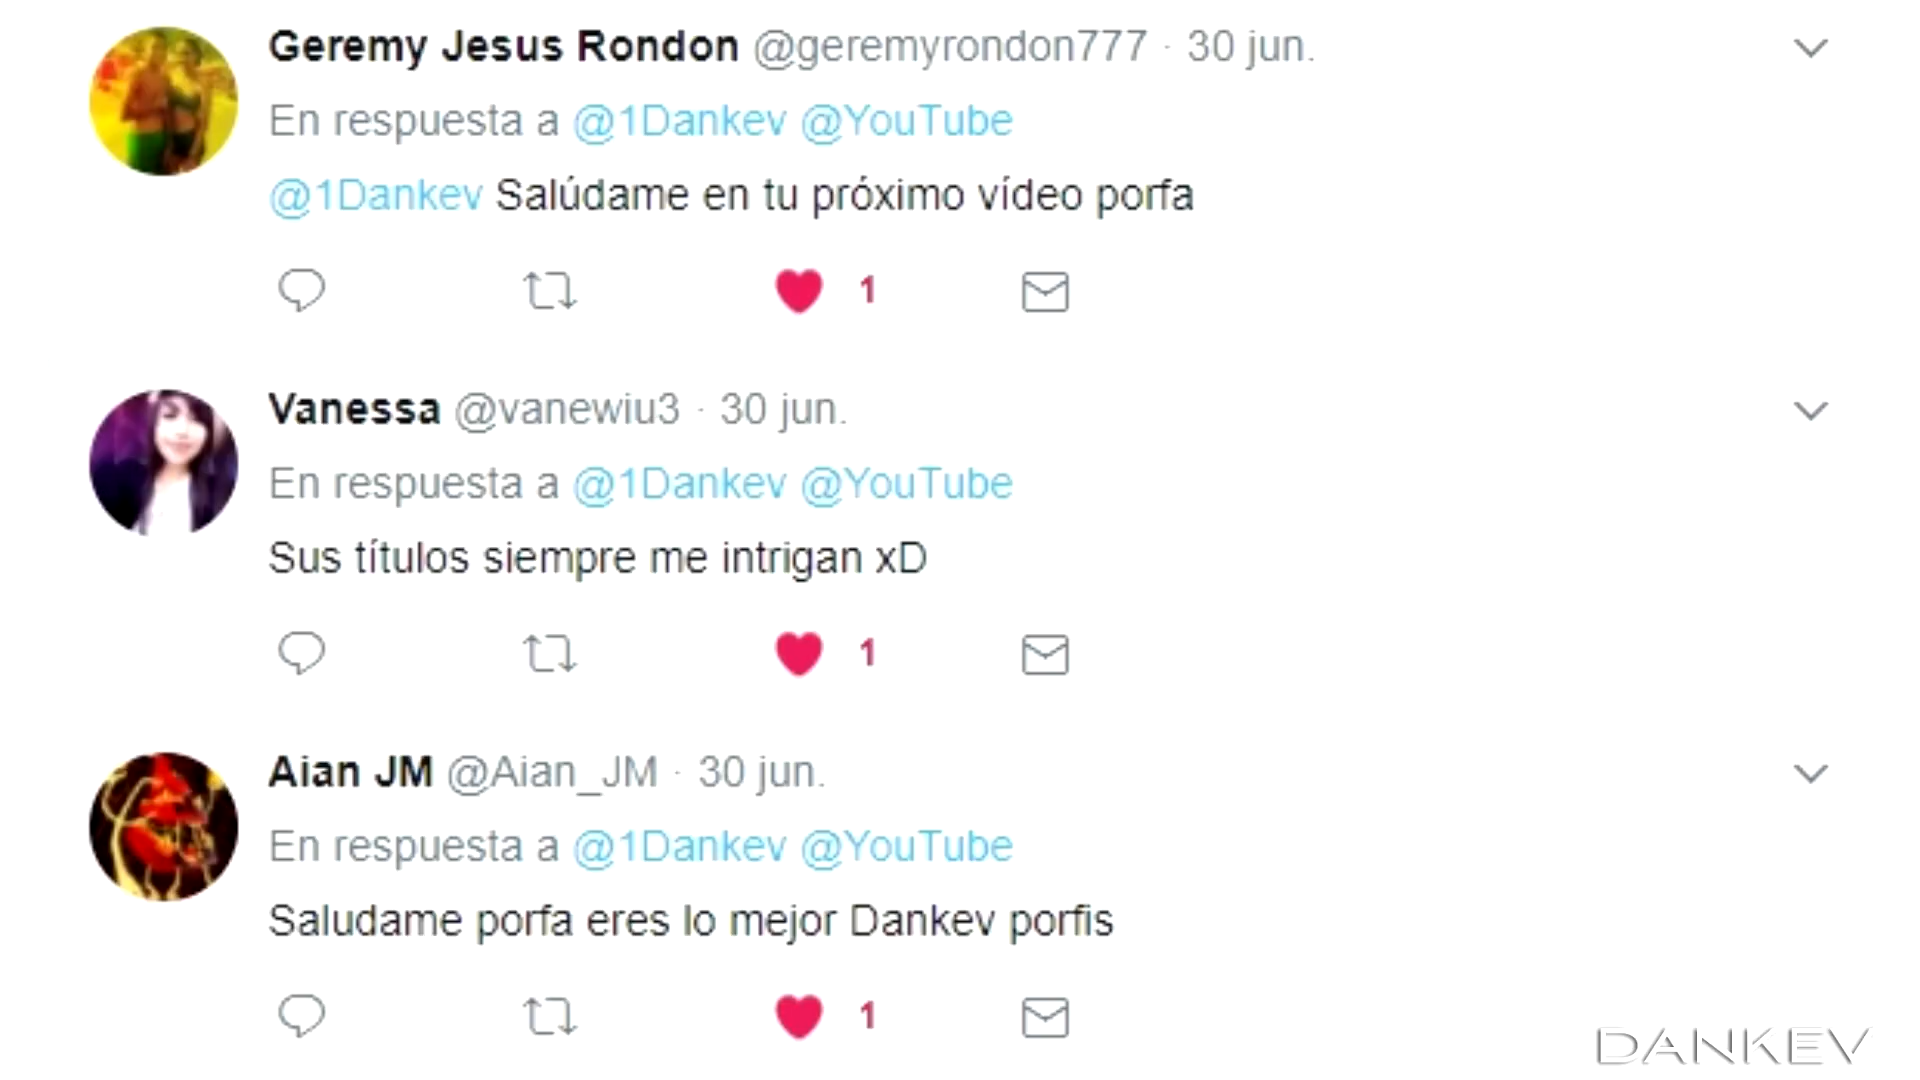 Geremy Jesus Rondon @geremyrondon777 · 30 jun.
En respuesta a @1Dankev @YouTube
@1Dankev Salúdame en tu próximo vídeo porfa
1
Vanessa @vanewiu3 · 30 jun.
En respuesta a @1Dankev @YouTube
Sus títulos siempre me intrigan xD
1
Aian JM @Aian_JM · 30 jun.
En respuesta a @1Dankev @YouTube
Saludame porfa eres lo mejor Dankev porfis
1
DANKEV